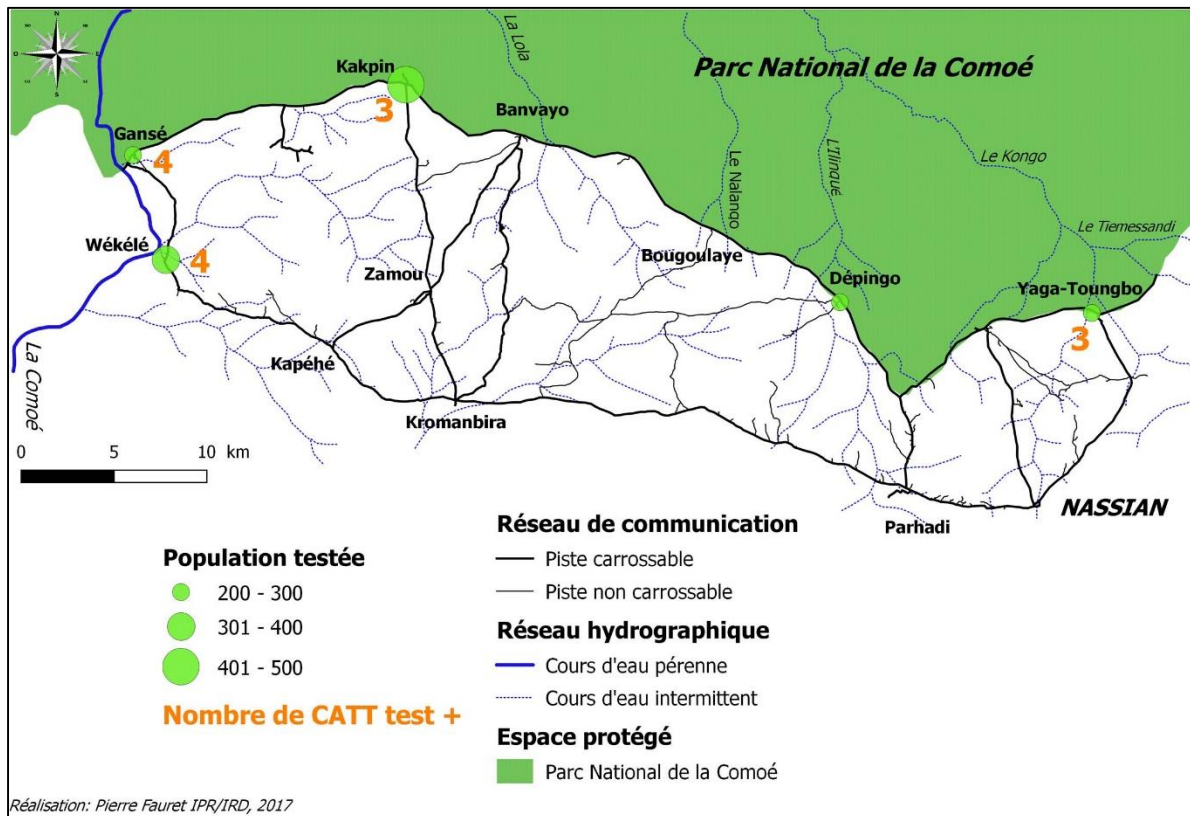 N
O
E
S
La Lola
Kakpin
Parc National de la Comoé
3
Banvayo
Gansé
4
Le Nalanqo
L'Ilinqué
Le Kongo
Le Tiemessandi
Wékélé
4
Bougoulaye
Zamou
Dépingo
Yaga-Toungbo
3
La Comoé
Kapéhé
Kromanbira
0 5 10 km
NASSIAN
Parhadi
Population testée
200 - 300
301 - 400
401 - 500
Nombre de CATT test +
Réseau de communication
Piste carrossable
Piste non carrossable
Réseau hydrographique
Cours d'eau pérenne
Cours d'eau intermittent
Espace protégé
Parc National de la Comoé
Réalisation: Pierre Fauret IPR/IRD, 2017